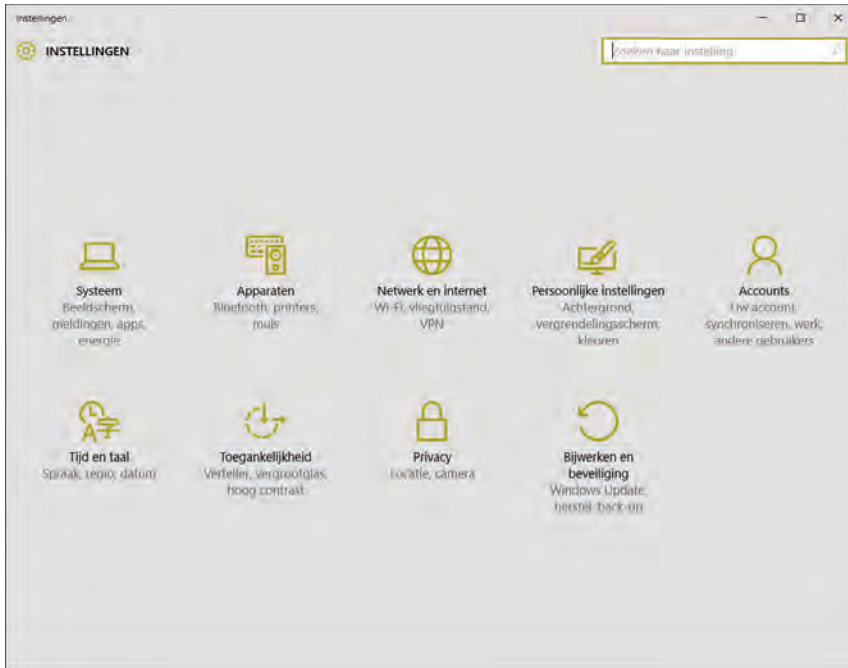 Instellingen
INSTELLINGEN
Zoeken naar instelling
Systeem
Beeldscherm,
meldingen, apps,
energie
Apparaten
Bluetooth, printers,
muis
Netwerk en internet
Wi-Fi, vliegtuigstand,
VPN
Persoonlijke instellingen
Achtergrond,
vergrendelingsscherm,
kleuren
Accounts
Uw account,
synchroniseren, werk,
andere gebruikers
Tijd en taal
Spraak, regio, datum
Toegankelijkheid
Verteller, vergrootglas,
hoog contrast
Privacy
Locatie, camera
Bijwerken en
beveiliging
Windows Update,
herstel, back-up